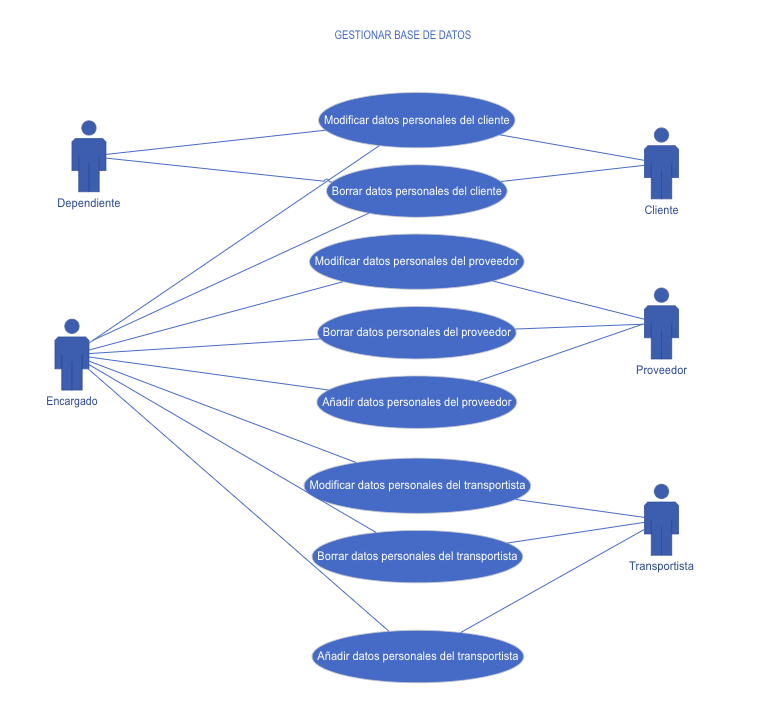 GESTIONAR BASE DE DATOS
Modificar datos personales del cliente
Borrar datos personales del cliente
Dependiente
Cliente
Modificar datos personales del proveedor
Borrar datos personales del proveedor
Proveedor
Encargado
Añadir datos personales del proveedor
Modificar datos personales del transportista
Borrar datos personales del transportista
Transportista
Añadir datos personales del transportista